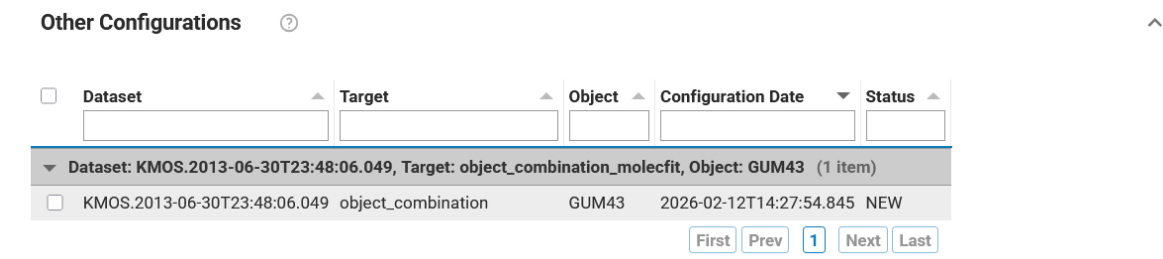 Other Configurations ?
Dataset Target Object Configuration Date Status
Dataset: KMOS.2013-06-30T23:48:06.049, Target: object_combination_molecfit, Object: GUM43 (1 item)
KMOS.2013-06-30T23:48:06.049 object_combination GUM43 2026-02-12T14:27:54.845 NEW
First Prev 1 Next Last